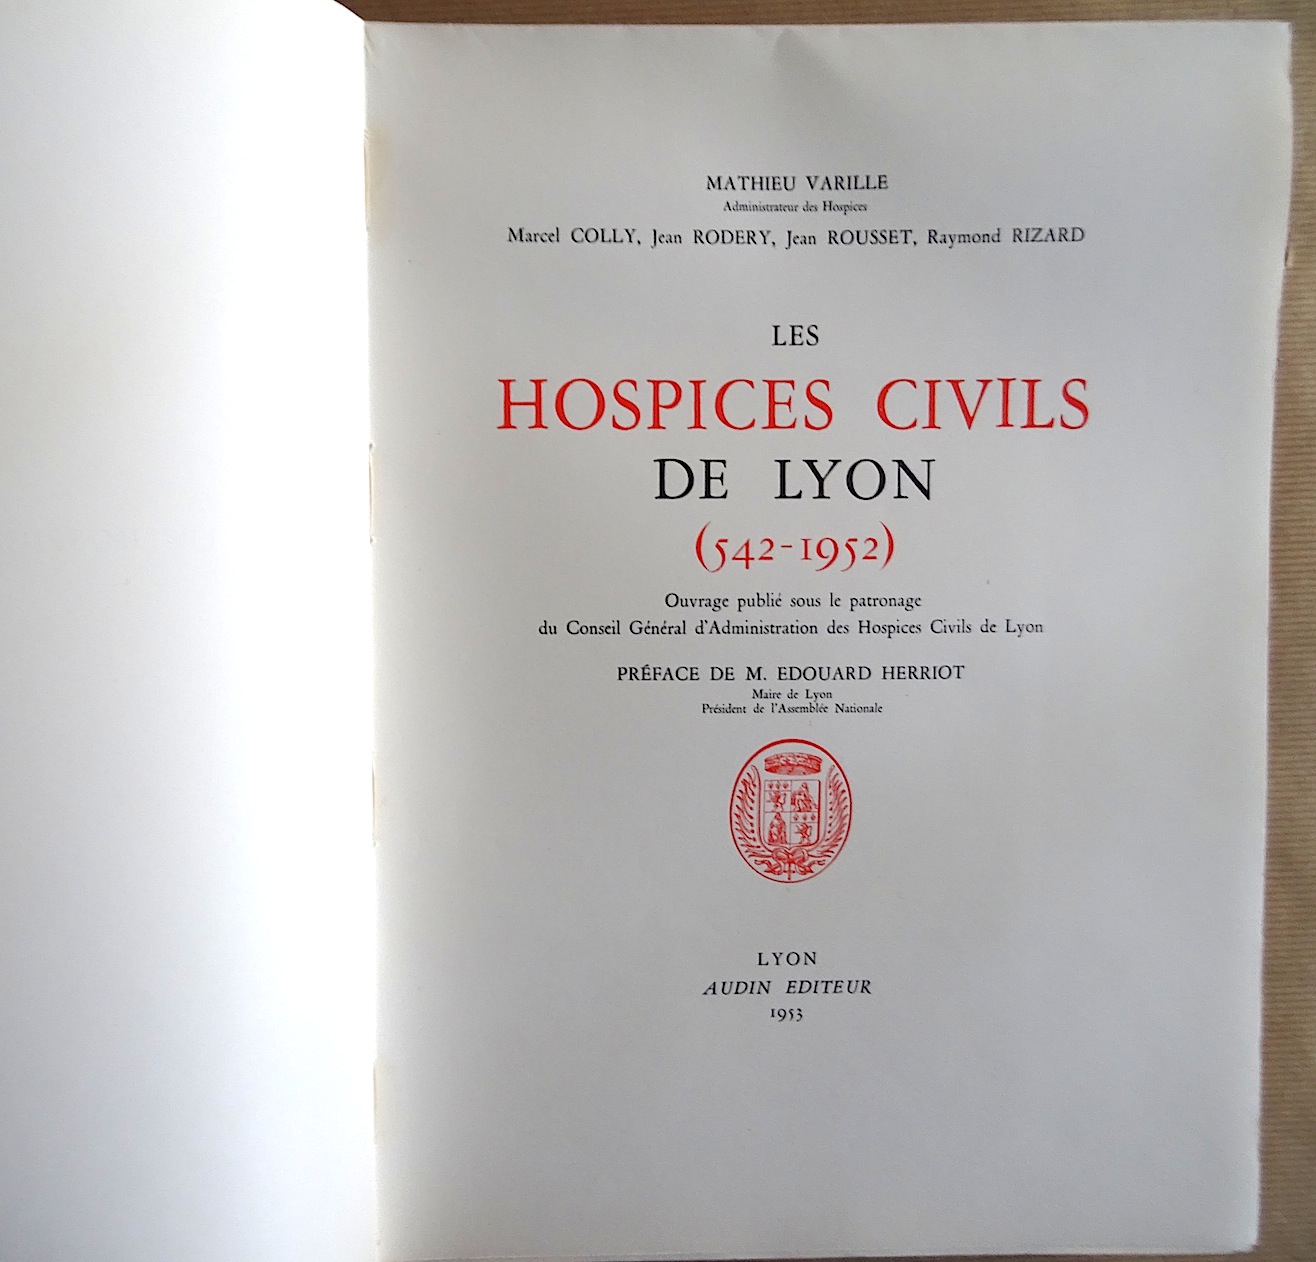 MATHIEU VARILLE
Administrateur des Hospices
Marcel COLLY, Jean RODERY, Jean ROUSSET, Raymond RIZARD
LES
HOSPICES CIVILS
DE LYON
(542-1952)
Ouvrage publié sous le patronage
du Conseil Général d'Administration des Hospices Civils de Lyon
PRÉFACE DE M. EDOUARD HERRIOT
Maire de Lyon
Président de l'Assemblée Nationale
LYON
AUDIN EDITEUR
1953